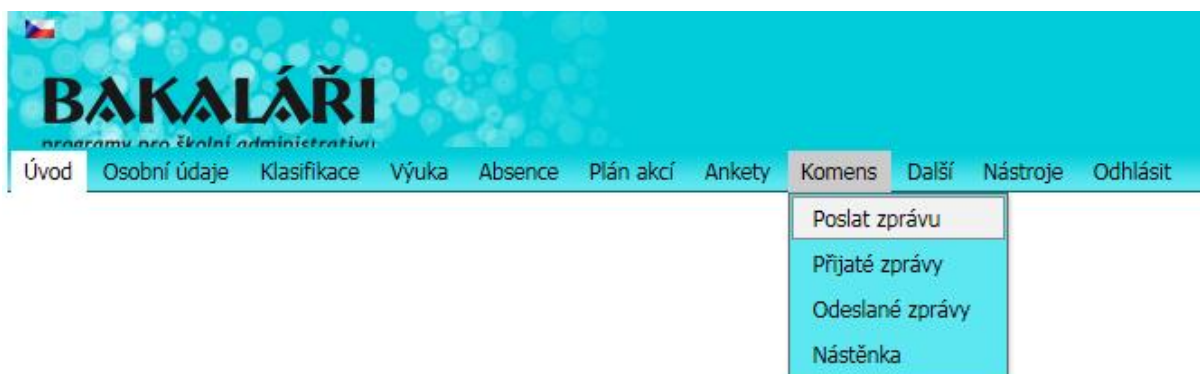 BAKALÁŘI
programy pro školní administrativu
Úvod Osobní údaje Klasifikace Výuka Absence Plán akcí Ankety Komens Další Nástroje Odhlásit
Poslat zprávu
Přijaté zprávy
Odeslané zprávy
Nástěnka